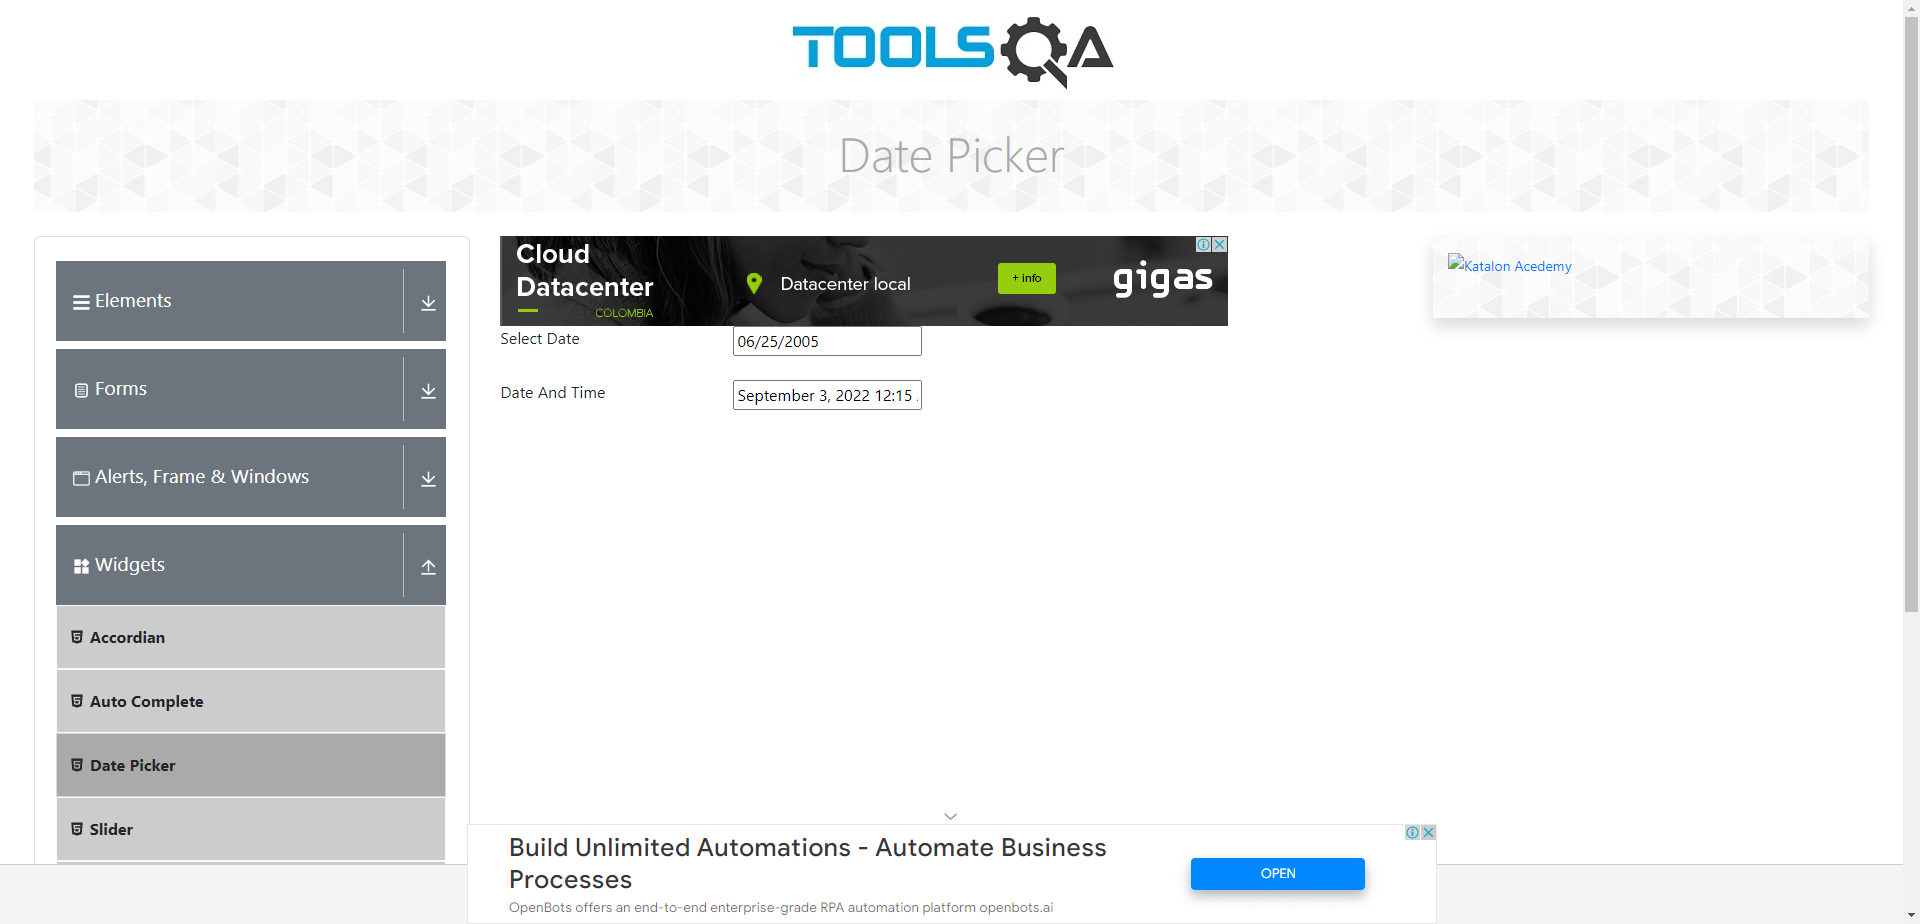 TOOLSQA
Date Picker
Elements
Forms
Alerts, Frame & Windows
Widgets
Accordian
Auto Complete
Date Picker
Slider
Cloud
Datacenter
COLOMBIA
Datacenter local
+ info
gigas
Select Date
06/25/2005
Date And Time
September 3, 2022 12:15
Katalon Acedemy
Build Unlimited Automations - Automate Business
Processes
OpenBots offers an end-to-end enterprise-grade RPA automation platform openbots.ai
OPEN